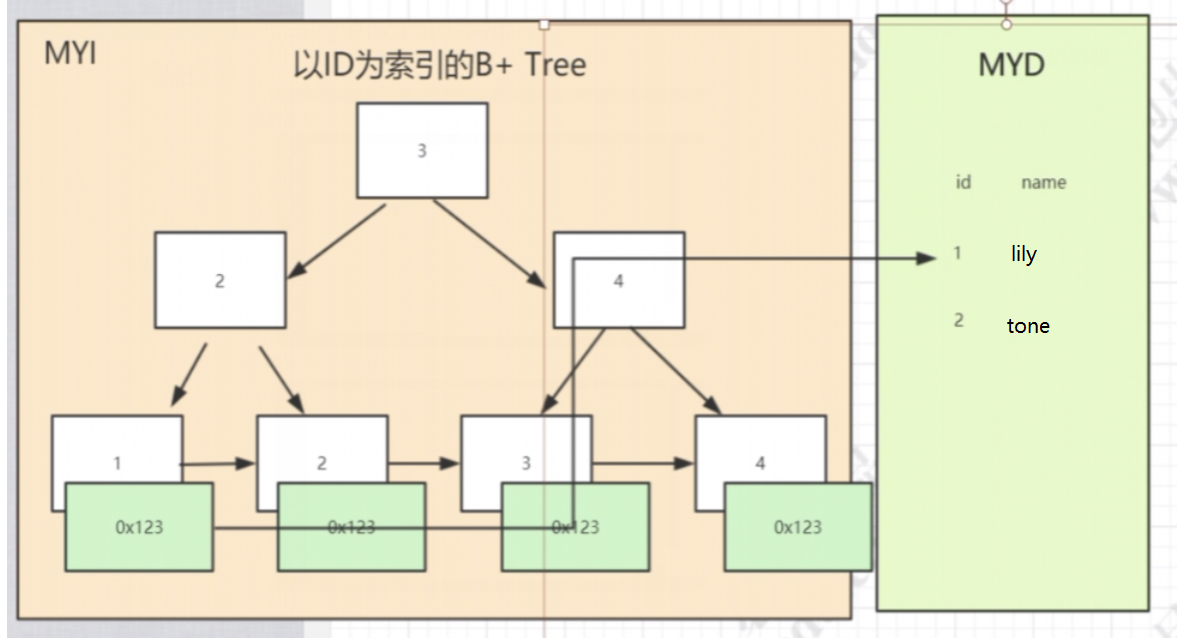 MYI
以ID为索引的B+ Tree
MYD
3
id name
2
4
1 lily
2 tone
1
2
3
4
0x123
0x123
0x123
0x123